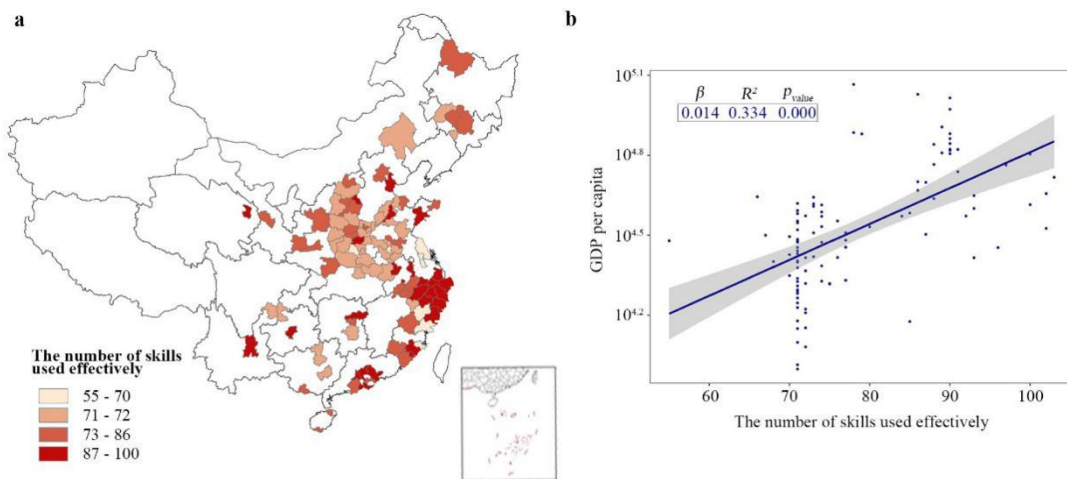 a
The number of skills
used effectively
55 - 70
71 - 72
73 - 86
87 - 100
b
GDP per capita
10^5.1
10^4.8
10^4.5
10^4.2
β R² p_value
0.014 0.334 0.000
60 70 80 90 100
The number of skills used effectively